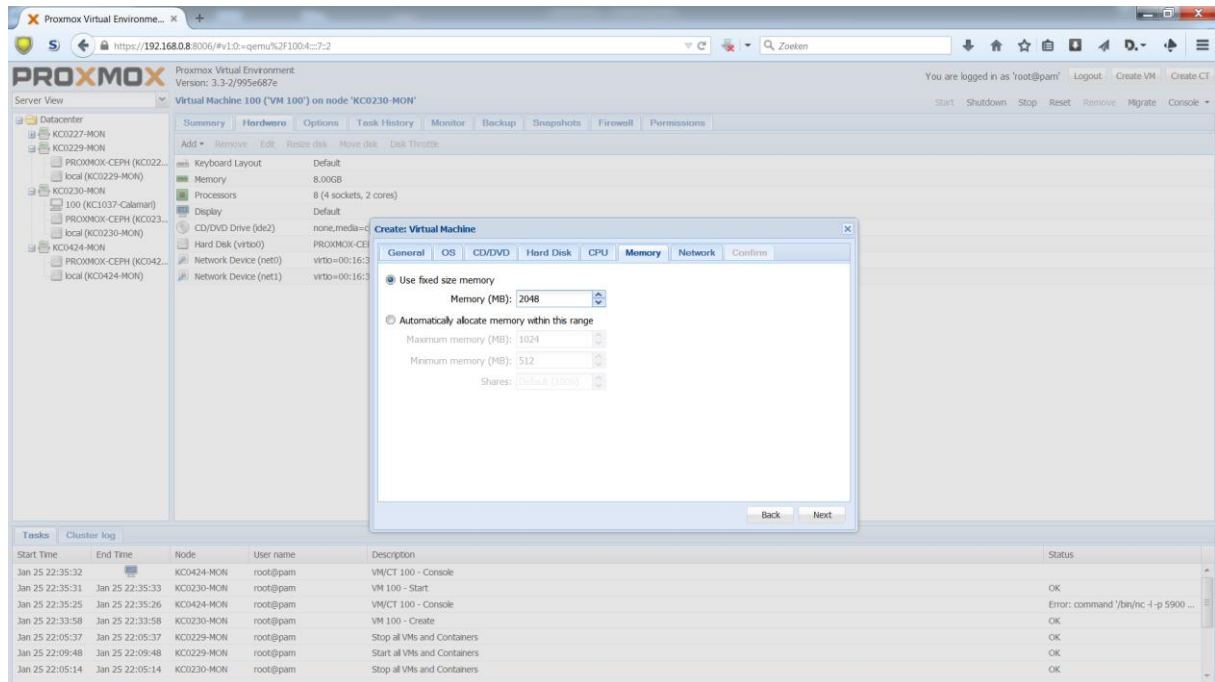 Proxmox Virtual Environme...
https://192.168.0.8:8006/#v1:0:=qemu%2F100:4::::7::2
Zoeken
PROXMOX
Proxmox Virtual Environment
Version: 3.3-2/995e687e
You are logged in as 'root@pam' Logout Create VM Create CT
Server View
Virtual Machine 100 ('VM 100') on node 'KC0230-MON'
Start Shutdown Stop Reset Remove Migrate Console
Datacenter
KC0227-MON
KC0229-MON
PROXMOX-CEPH (KC022...
local (KC0229-MON)
KC0230-MON
100 (KC1037-Calamari)
PROXMOX-CEPH (KC023...
local (KC0230-MON)
KC0424-MON
PROXMOX-CEPH (KC042...
local (KC0424-MON)
Summary Hardware Options Task History Monitor Backup Snapshots Firewall Permissions
Add Remove Edit Resize disk Move disk Disk Throttle
Keyboard Layout Default
Memory 8.00GB
Processors 8 (4 sockets, 2 cores)
Display Default
CD/DVD Drive (ide2) none,media=c
Hard Disk (virtio0) PROXMOX-CE
Network Device (net0) virtio=00:16:3
Network Device (net1) virtio=00:16:3
Create: Virtual Machine
General OS CD/DVD Hard Disk CPU Memory Network Confirm
Use fixed size memory
Memory (MB): 2048
Automatically allocate memory within this range
Maximum memory (MB): 1024
Minimum memory (MB): 512
Shares: Default (1000)
Back Next
Tasks Cluster log
Start Time End Time Node User name Description Status
Jan 25 22:35:32 KC0424-MON root@pam VM/CT 100 - Console
Jan 25 22:35:31 Jan 25 22:35:33 KC0230-MON root@pam VM 100 - Start OK
Jan 25 22:35:25 Jan 25 22:35:26 KC0424-MON root@pam VM/CT 100 - Console Error: command '/bin/nc -l -p 5900 ...
Jan 25 22:33:58 Jan 25 22:33:58 KC0230-MON root@pam VM 100 - Create OK
Jan 25 22:05:37 Jan 25 22:05:37 KC0229-MON root@pam Stop all VMs and Containers OK
Jan 25 22:09:48 Jan 25 22:09:48 KC0229-MON root@pam Start all VMs and Containers OK
Jan 25 22:05:14 Jan 25 22:05:14 KC0230-MON root@pam Stop all VMs and Containers OK